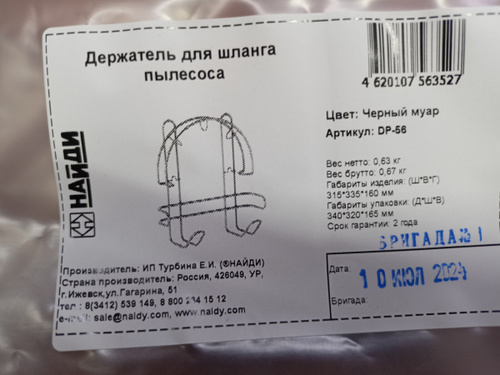 Держатель для шланга
пылесоса
4 620107 563527
НАЙДИ
Цвет: Черный муар
Артикул: DP-56
Вес нетто: 0,63 кг
Вес брутто: 0,67 кг
Габариты изделия: (Ш*В*Г)
315*335*160 мм
Габариты упаковки: (Д*Ш*В)
340*320*165 мм
Срок гарантии: 2 года
БРИГАДА № 1
Производитель: ИП Турбина Е.И. (®НАЙДИ)
Страна производитель: Россия, 426049, УР,
г.Ижевск,ул.Гагарина, 51
тел.: 8(3412) 539 149, 8 800 234 15 12
e-mail: sale@naidy.com, www.naidy.com
Дата:
10 ИЮЛ 2024
Бригада: